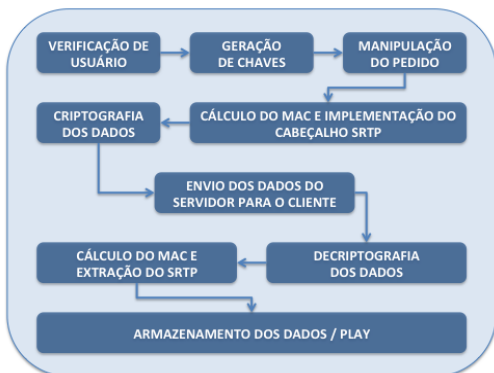 VERIFICAÇÃO DE
USUÁRIO
GERAÇÃO
DE CHAVES
MANIPULAÇÃO
DO PEDIDO
CRIPTOGRAFIA
DOS DADOS
CÁLCULO DO MAC E IMPLEMENTAÇÃO DO
CABEÇALHO SRTP
ENVIO DOS DADOS DO
SERVIDOR PARA O CLIENTE
CÁLCULO DO MAC E
EXTRAÇÃO DO SRTP
DECRIPTOGRAFIA
DOS DADOS
ARMAZENAMENTO DOS DADOS / PLAY